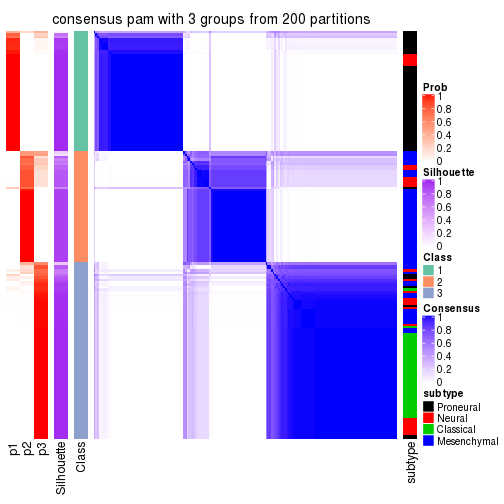 consensus pam with 3 groups from 200 partitions
Prob
1
0.8
0.6
0.4
0.2
0
Silhouette
1
0.8
0.6
0.4
0.2
0
Class
1
2
3
Consensus
1
0.8
0.6
0.4
0.2
0
subtype
Proneural
Neural
Classical
Mesenchymal
p1
p2
p3
Silhouette
Class
subtype